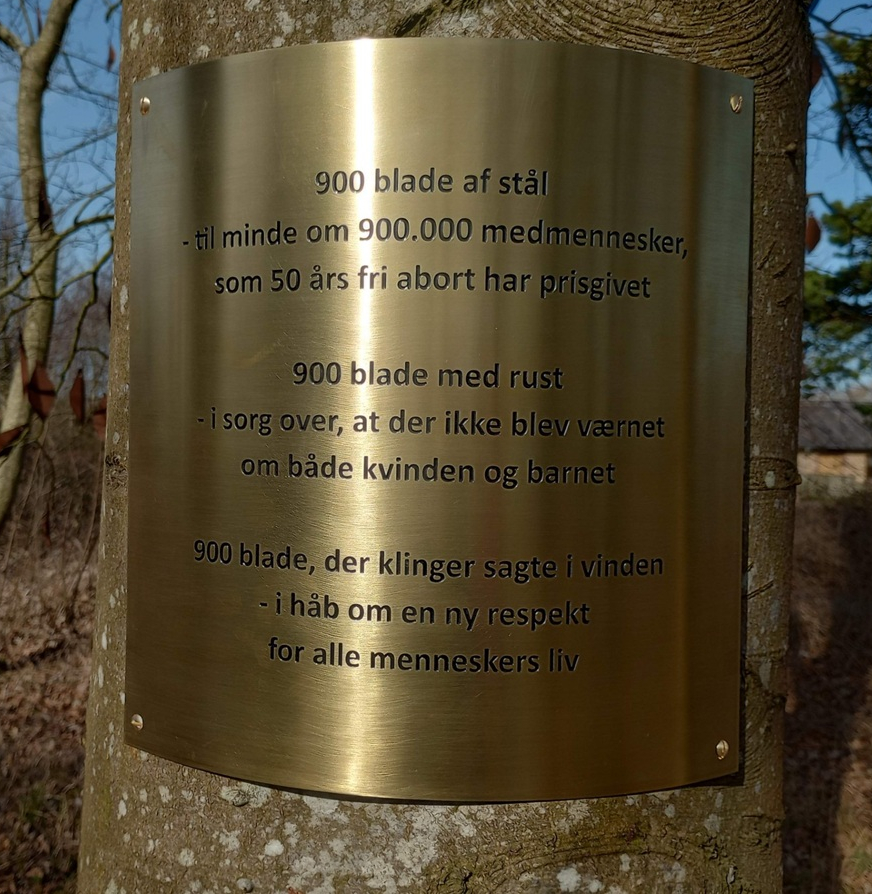 900 blade af stål
- til minde om 900.000 medmennesker,
som 50 års fri abort har prisgivet
900 blade med rust
- i sorg over, at der ikke blev værnet
om både kvinden og barnet
900 blade, der klinger sagte i vinden
- i håb om en ny respekt
for alle menneskers liv